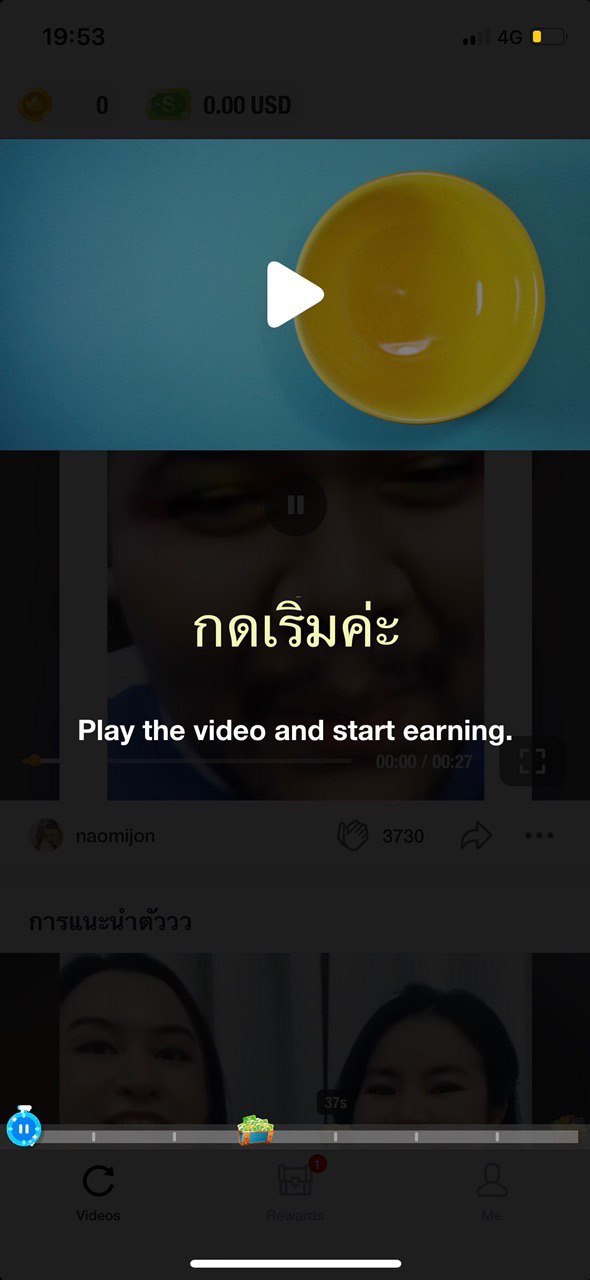 19:53
4G
0
0.00 USD
กดเริ่มค่ะ
Play the video and start earning.
00:00 / 00:27
naomijon
3730
การแนะนำตัววว
37s
1
Videos
Rewards
Me